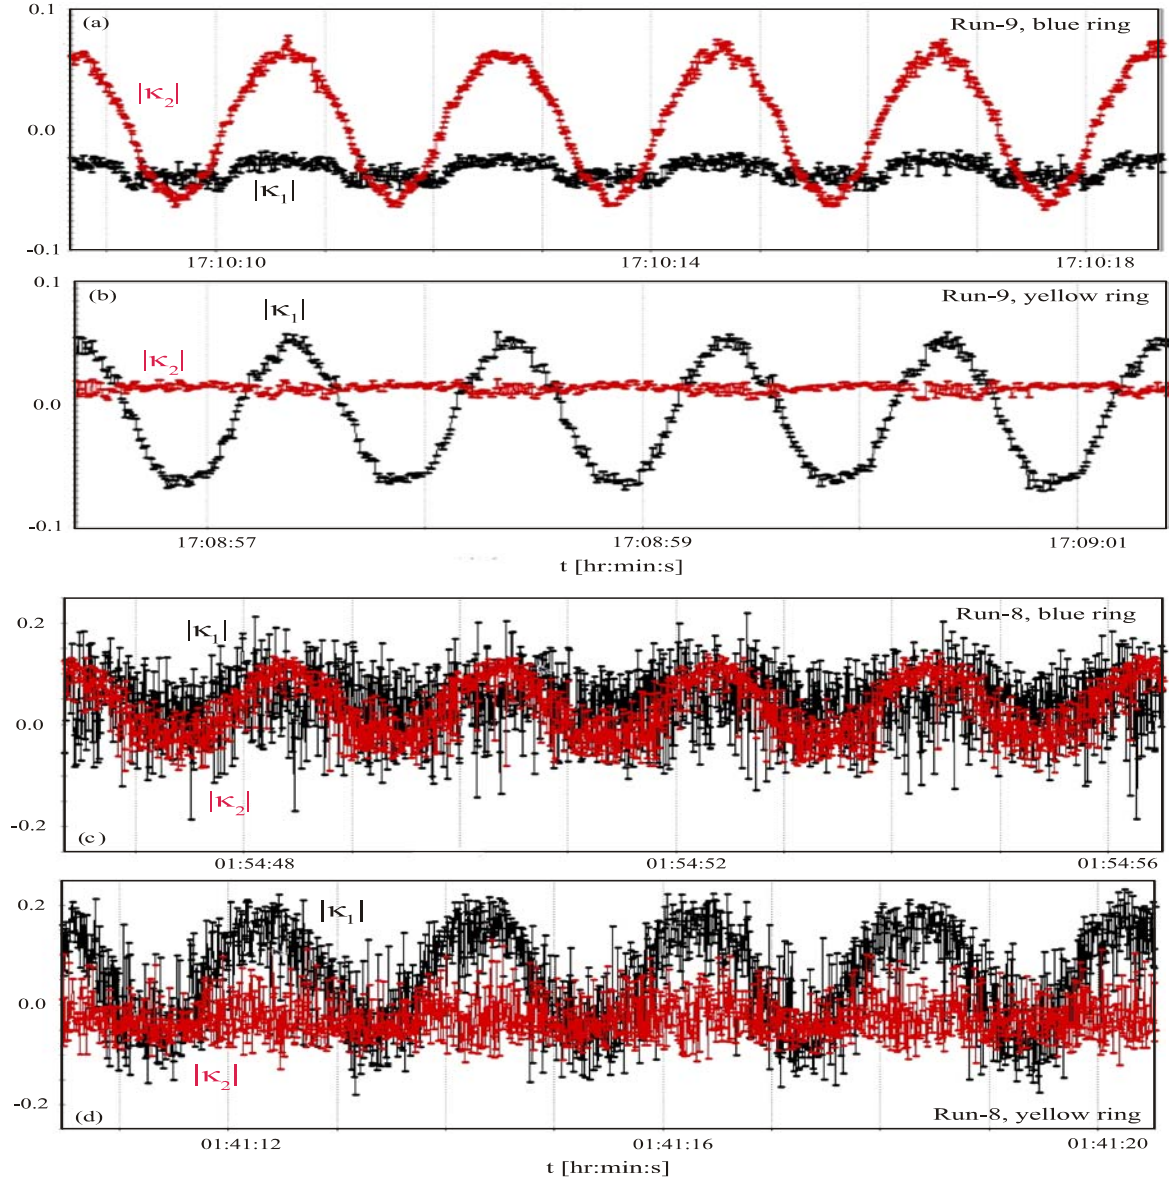 0.1
(a)
Run-9, blue ring
|κ2|
0.0
|κ1|
-0.1
17:10:10
17:10:14
17:10:18
0.1
(b)
|κ1|
Run-9, yellow ring
|κ2|
0.0
-0.1
17:08:57
17:08:59
17:09:01
t [hr:min:s]
0.2
|κ1|
Run-8, blue ring
0.0
|κ2|
-0.2
(c)
01:54:48
01:54:52
01:54:56
0.2
|κ1|
0.0
|κ2|
-0.2
(d)
Run-8, yellow ring
01:41:12
01:41:16
01:41:20
t [hr:min:s]